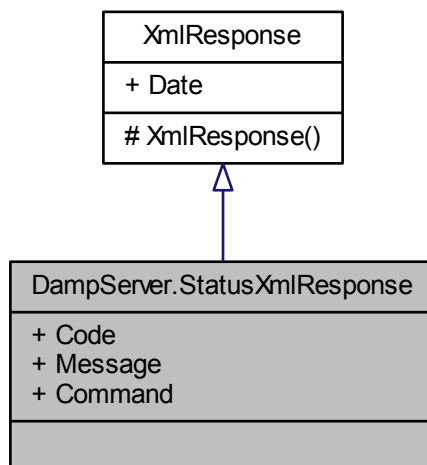 XmlResponse
+ Date
# XmlResponse()
DampServer.StatusXmlResponse
+ Code
+ Message
+ Command